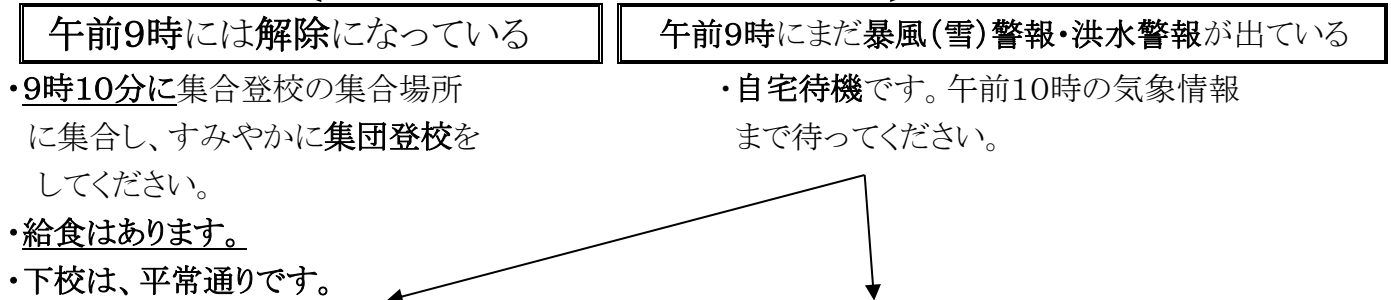 午前9時には解除になっている
・9時10分に集合登校の集合場所
に集合し、すみやかに集団登校を
してください。
・給食はあります。
・下校は、平常通りです。
午前9時にまだ暴風（雪）警報・洪水警報が出ている
・自宅待機です。午前10時の気象情報
まで待ってください。